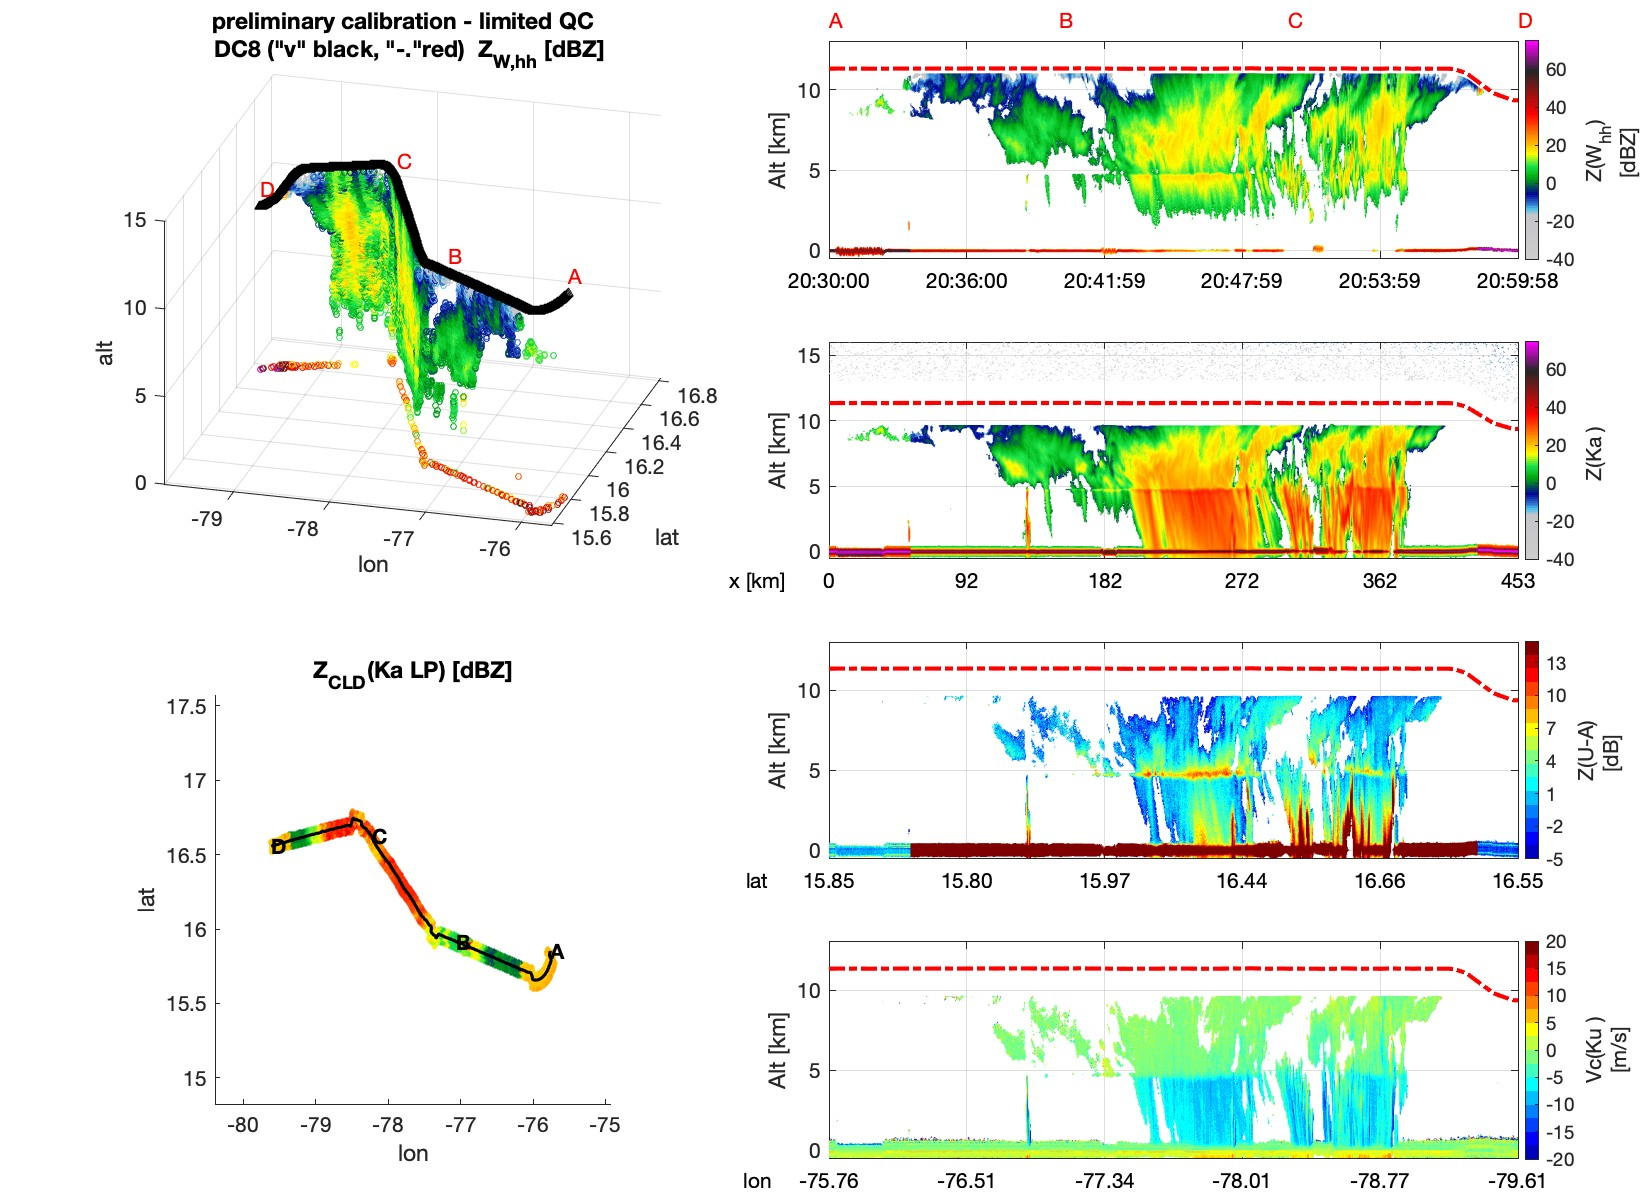 preliminary calibration - limited QC
DC8 ("v" black, "-."red) Z_W,hh [dBZ]
D
C
B
A
15
10
5
0
alt
-79
-78
-77
-76
lon
16.8
16.6
16.4
16.2
16
15.8
15.6
lat
A B C D
10
5
0
Alt [km]
20:30:00 20:36:00 20:41:59 20:47:59 20:53:59 20:59:58
60
40
20
0
-20
-40
Z(W_hh)
[dBZ]
15
10
5
0
Alt [km]
x [km] 0 92 182 272 362 453
60
40
20
0
-20
-40
Z(Ka)
Z_CLD(Ka LP) [dBZ]
17.5
17
16.5
16
15.5
15
lat
D
C
B
A
-80 -79 -78 -77 -76 -75
lon
10
5
0
Alt [km]
lat 15.85 15.80 15.97 16.44 16.66 16.55
13
10
7
4
1
-2
-5
Z(U-A)
[dB]
10
5
0
Alt [km]
lon -75.76 -76.51 -77.34 -78.01 -78.77 -79.61
20
15
10
5
0
-5
-10
-15
-20
Vc(Ku )
[m/s]